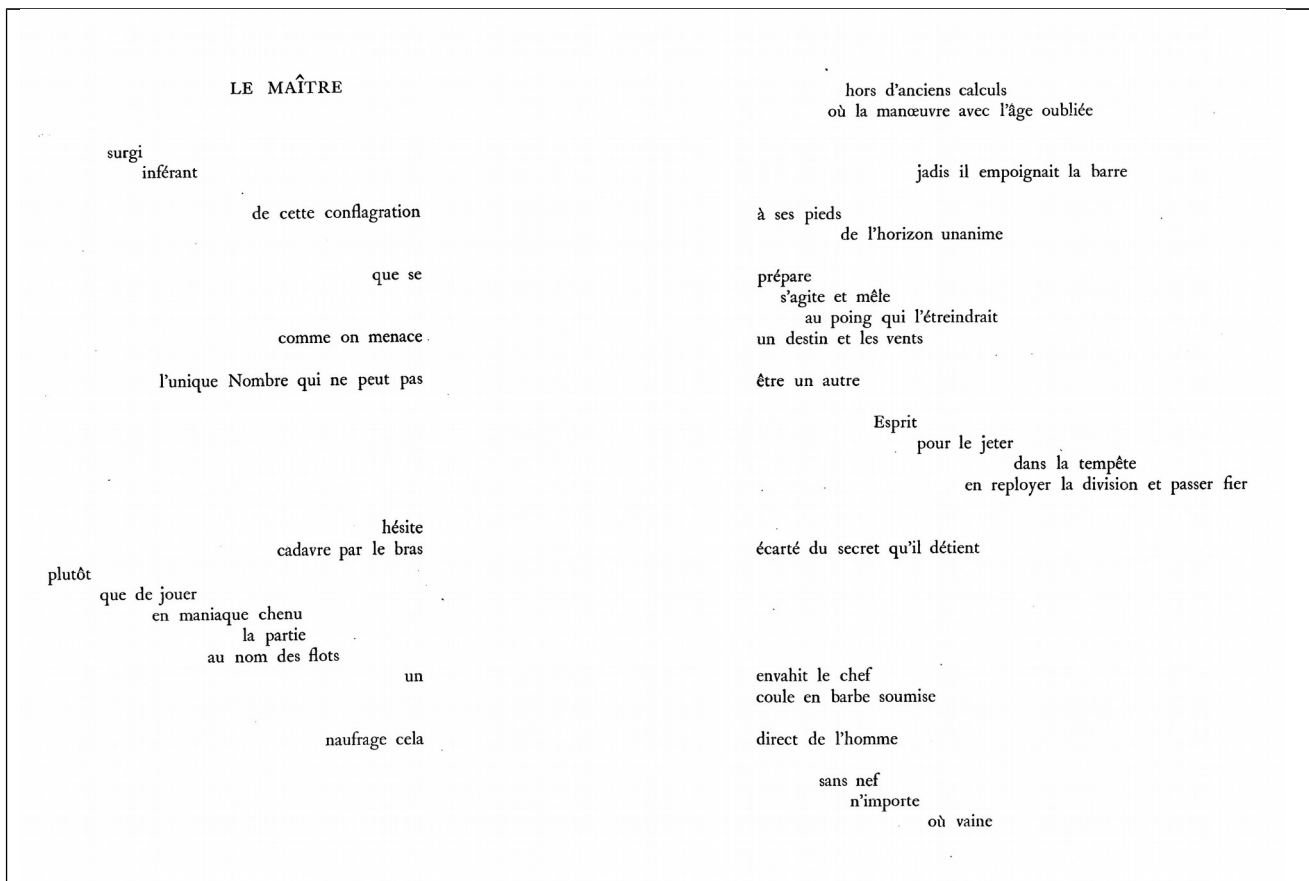 LE MAÎTRE hors d'anciens calculs
où la manœuvre avec l'âge oubliée
surgi
inférant jadis il empoignait la barre
de cette conflagration à ses pieds
de l'horizon unanime
que se prépare
s'agite et mêle
au poing qui l'étreindrait
comme on menace un destin et les vents
l'unique Nombre qui ne peut pas être un autre
Esprit
pour le jeter
dans la tempête
en reployer la division et passer fier
hésite
cadavre par le bras écarté du secret qu'il détient
plutôt
que de jouer
en maniaque chenu
la partie
au nom des flots
un envahit le chef
coule en barbe soumise
naufrage cela direct de l'homme
sans nef
n'importe
où vaine